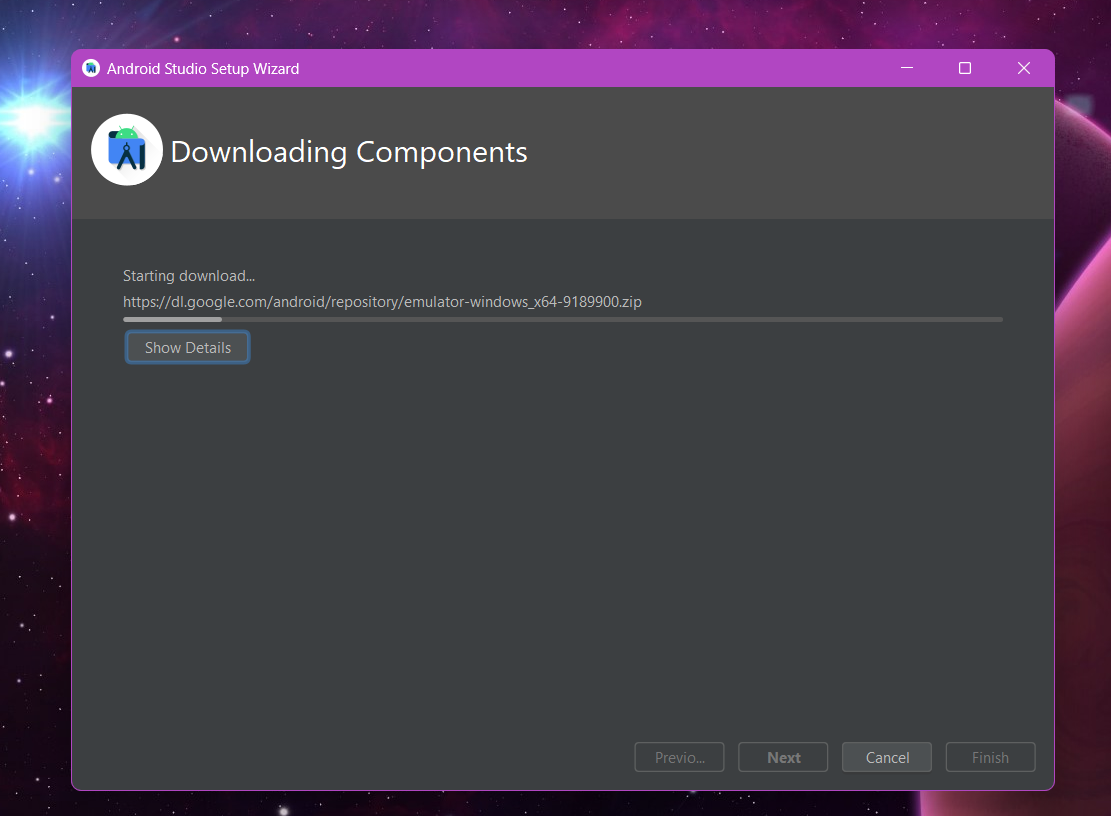 Android Studio Setup Wizard
Downloading Components
Starting download...
https://dl.google.com/android/repository/emulator-windows_x64-9189900.zip
Show Details
Previo...
Next
Cancel
Finish